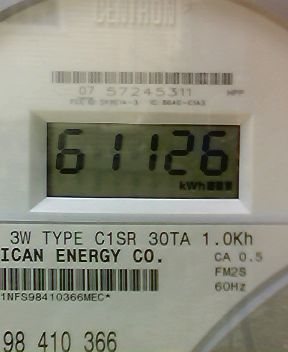 CENTRON
07 57245311
61126
kWh
3W TYPE C1SR 30TA 1.0Kh
ICAN ENERGY CO.
CA 0.5
FM2S
60Hz
1NFS98410366MEC*
98 410 366